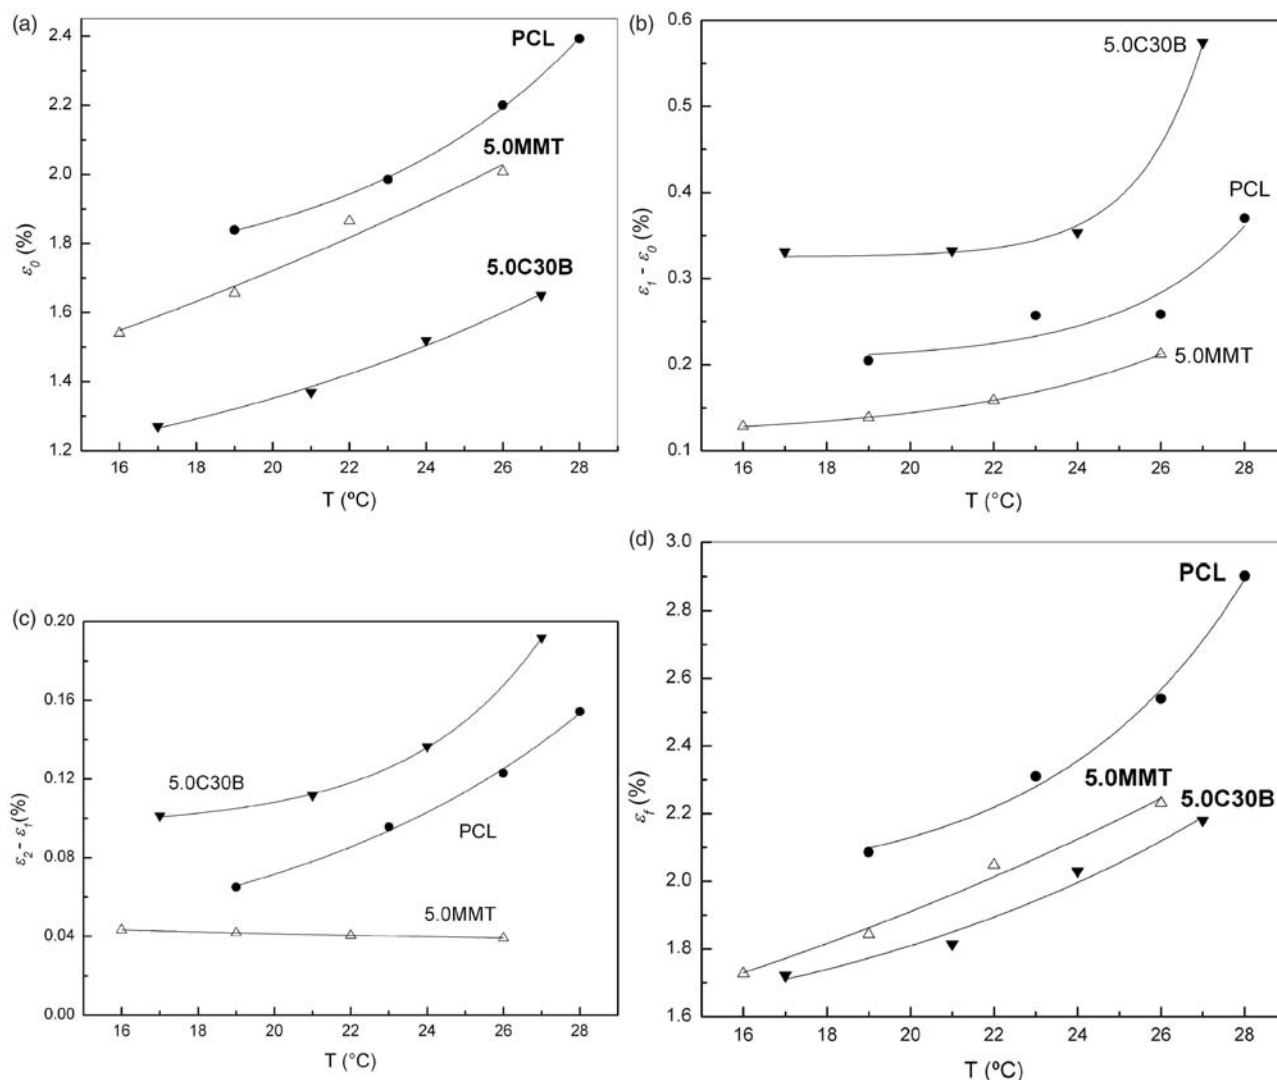 (a)
PCL
5.0MMT
5.0C30B
2.4
2.2
2.0
1.8
1.6
1.4
1.2
ε0 (%)
16 18 20 22 24 26 28
T (ºC)
(b)
5.0C30B
PCL
5.0MMT
0.6
0.5
0.4
0.3
0.2
0.1
ε1 - ε0 (%)
16 18 20 22 24 26 28
T (°C)
(c)
5.0C30B
PCL
5.0MMT
0.20
0.16
0.12
0.08
0.04
0.00
ε2 - ε1(%)
16 18 20 22 24 26 28
T (°C)
(d)
PCL
5.0MMT
5.0C30B
3.0
2.8
2.6
2.4
2.2
2.0
1.8
1.6
εf (%)
16 18 20 22 24 26 28
T (ºC)